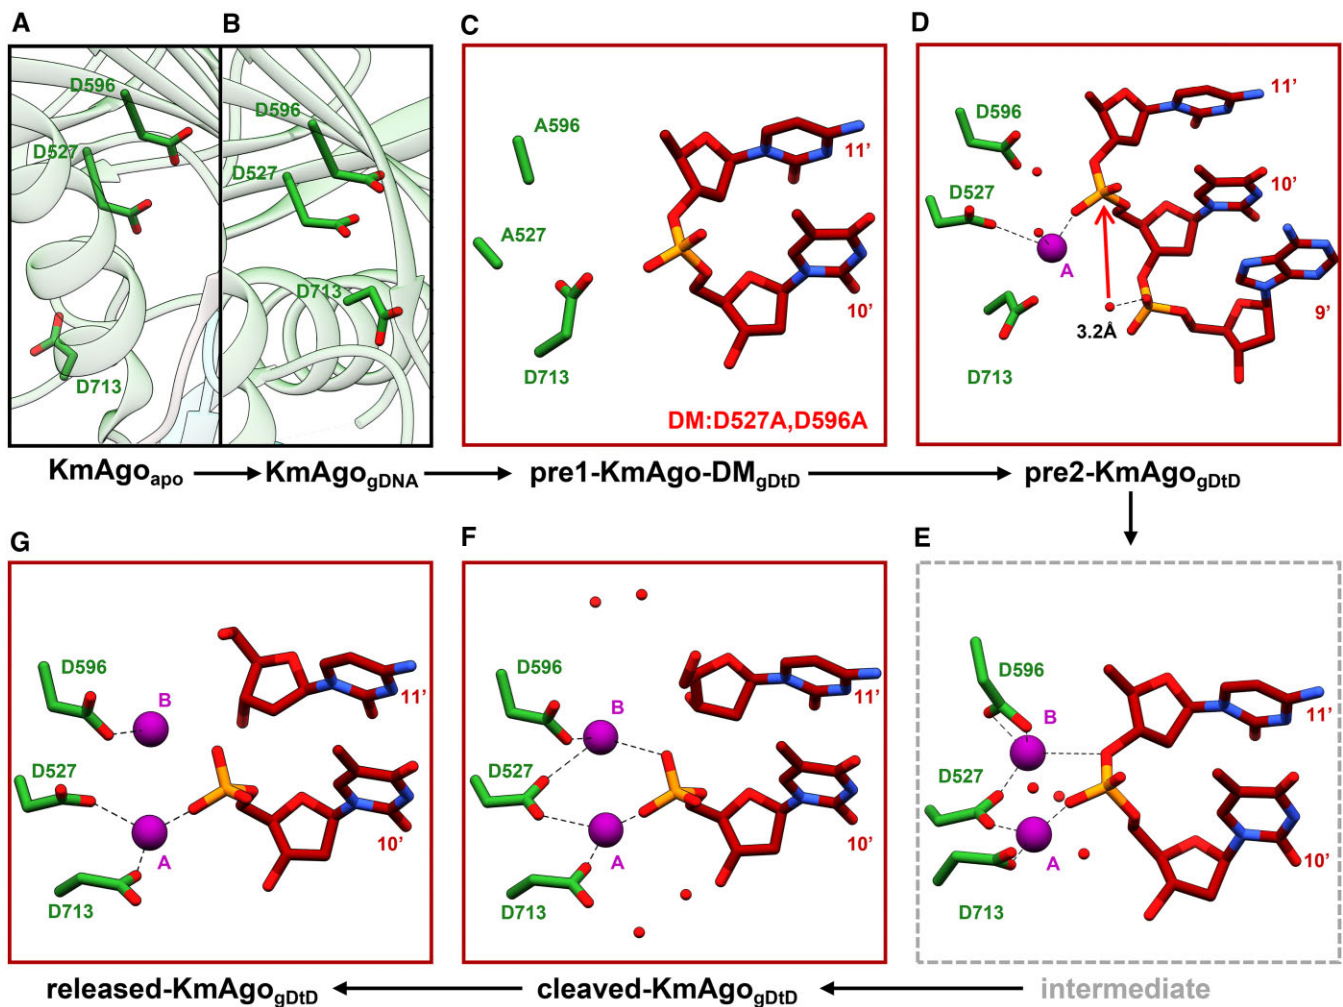 A
B
C
D
D596
D527
D713
D596
D527
D713
A596
A527
D713
11'
10'
DM:D527A,D596A
D596
D527
D713
A
3.2Å
11'
10'
9'
KmAgoapo
KmAgogDNA
pre1-KmAgo-DMgDtD
pre2-KmAgogDtD
G
F
E
D596
D527
D713
B
A
11'
10'
D596
D527
D713
B
A
11'
10'
D596
D527
D713
B
A
11'
10'
released-KmAgogDtD
cleaved-KmAgogDtD
intermediate